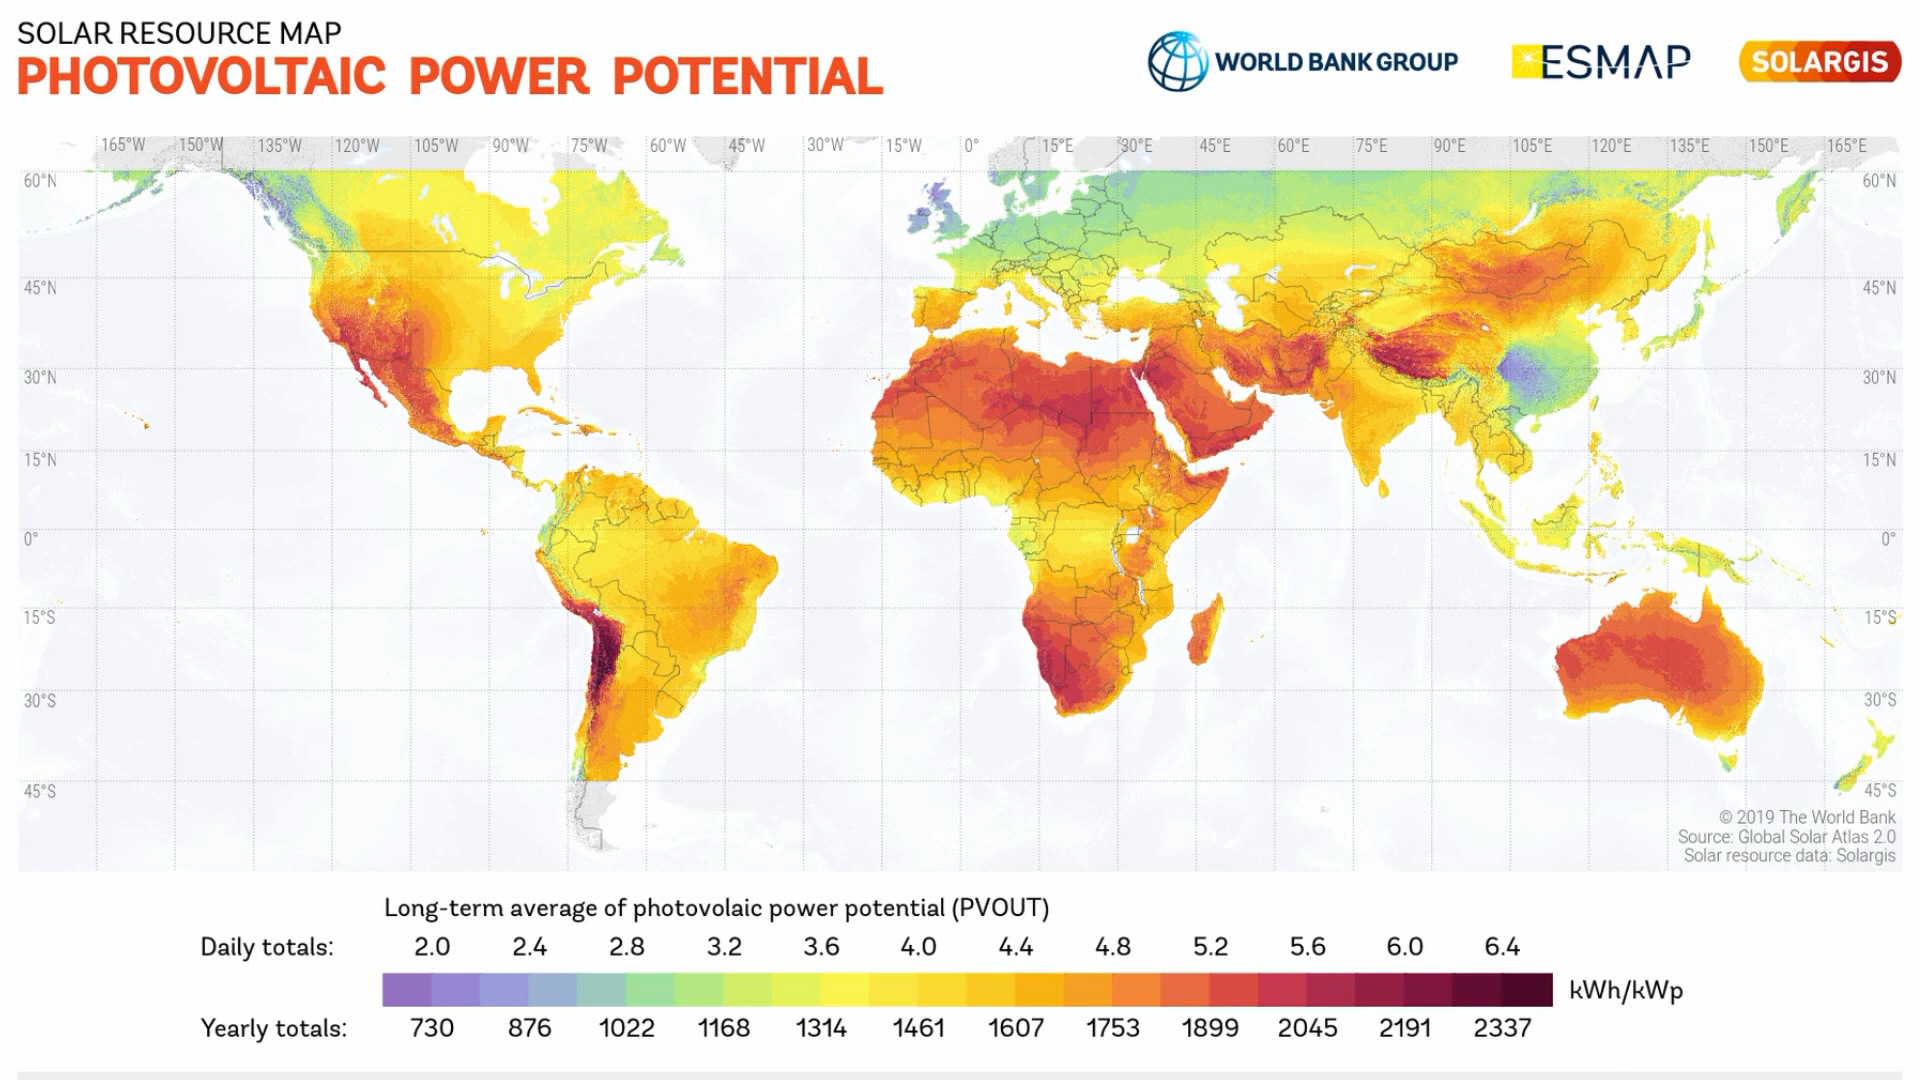 SOLAR RESOURCE MAP
PHOTOVOLTAIC POWER POTENTIAL
WORLD BANK GROUP
ESMAP
SOLARGIS
165°W 150°W 135°W 120°W 105°W 90°W 75°W 60°W 45°W 30°W 15°W 0° 15°E 30°E 45°E 60°E 75°E 90°E 105°E 120°E 135°E 150°E 165°E
60°N 60°N
45°N 45°N
30°N 30°N
15°N 15°N
0° 0°
15°S 15°S
30°S 30°S
45°S 45°S
© 2019 The World Bank
Source: Global Solar Atlas 2.0
Solar resource data: Solargis
Long-term average of photovolaic power potential (PVOUT)
Daily totals: 2.0 2.4 2.8 3.2 3.6 4.0 4.4 4.8 5.2 5.6 6.0 6.4
kWh/kWp
Yearly totals: 730 876 1022 1168 1314 1461 1607 1753 1899 2045 2191 2337